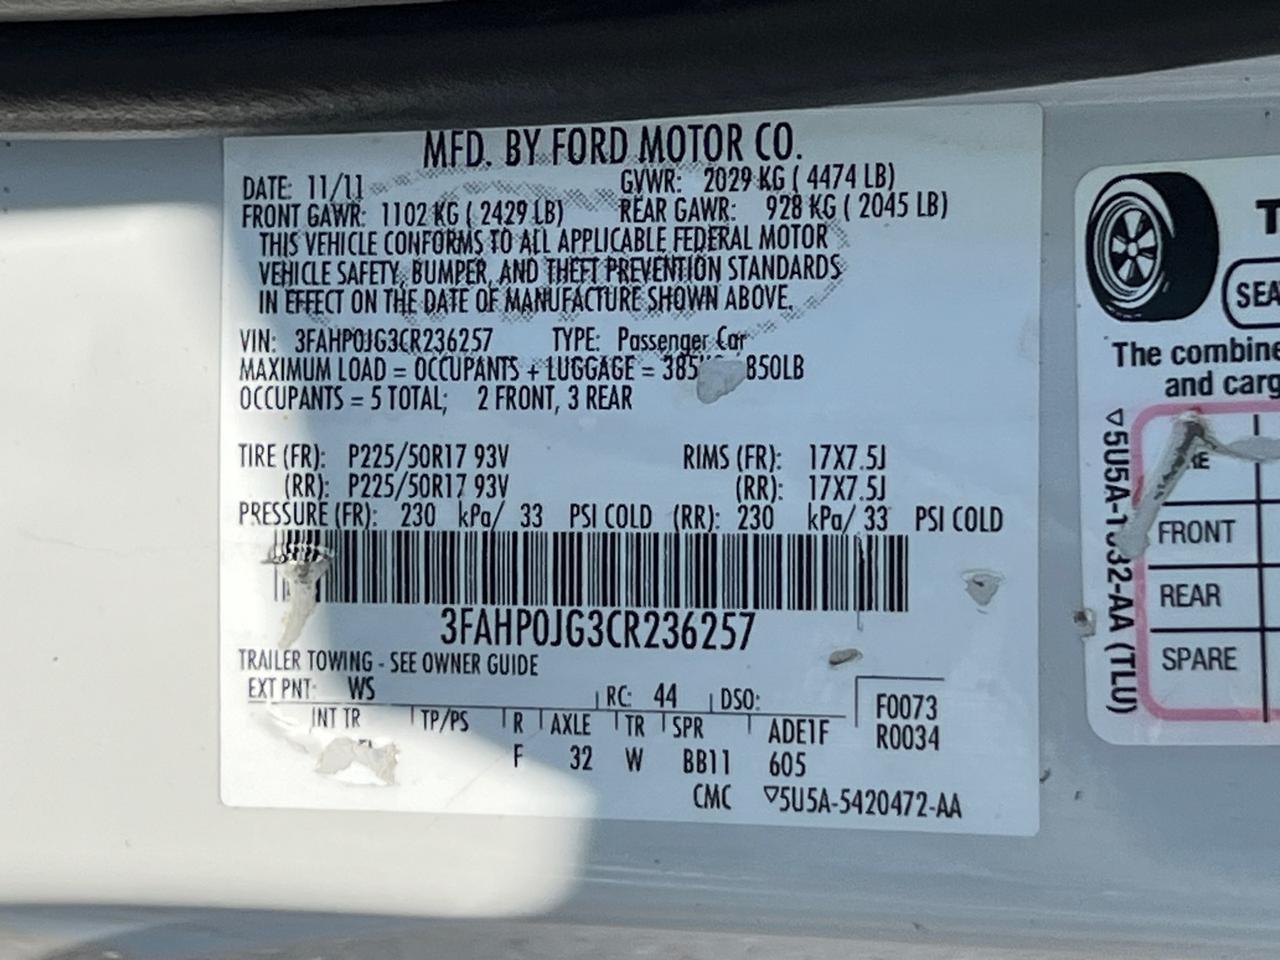 MFD. BY FORD MOTOR CO.
DATE: 11/11 GVWR: 2029 KG ( 4474 LB)
FRONT GAWR: 1102 KG ( 2429 LB) REAR GAWR: 928 KG ( 2045 LB)
THIS VEHICLE CONFORMS TO ALL APPLICABLE FEDERAL MOTOR
VEHICLE SAFETY, BUMPER, AND THEFT PREVENTION STANDARDS
IN EFFECT ON THE DATE OF MANUFACTURE SHOWN ABOVE.
VIN: 3FAHP0JG3CR236257 TYPE: Passenger Car
MAXIMUM LOAD = OCCUPANTS + LUGGAGE = 385 850LB
OCCUPANTS = 5 TOTAL; 2 FRONT, 3 REAR
TIRE (FR): P225/50R17 93V RIMS (FR): 17X7.5J
(RR): P225/50R17 93V (RR): 17X7.5J
PRESSURE (FR): 230 kPa/ 33 PSI COLD (RR): 230 kPa/ 33 PSI COLD
3FAHP0JG3CR236257
TRAILER TOWING - SEE OWNER GUIDE
EXT PNT: WS RC: 44 DSO: F0073
INT TR TP/PS R AXLE TR SPR ADE1F R0034
F 32 W BB11 605
CMC ▽5U5A-5420472-AA
SEA
The combine
and carg
FRONT
REAR
SPARE